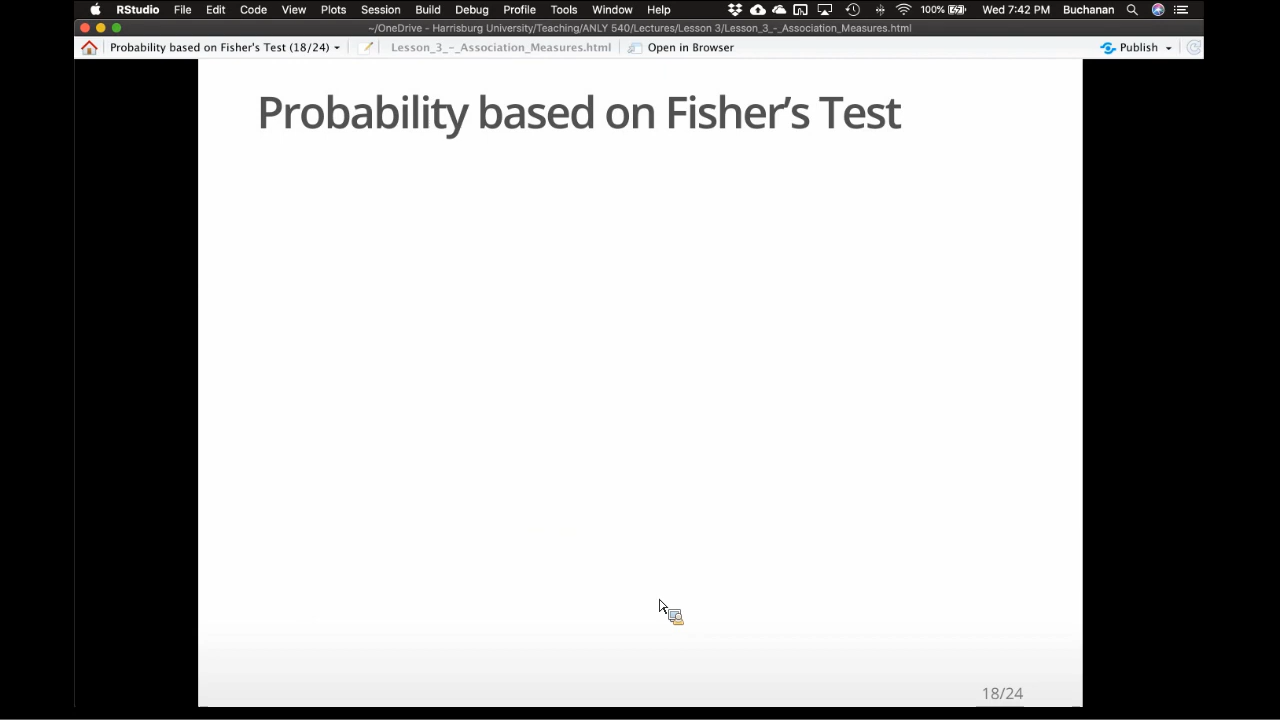 RStudio File Edit Code View Plots Session Build Debug Profile Tools Window Help 100% Wed 7:42 PM Buchanan
~/OneDrive - Harrisburg University/Teaching/ANLY 540/Lectures/Lesson 3/Lesson_3_-_Association_Measures.html
Probability based on Fisher's Test (18/24) Lesson_3_-_Association_Measures.html Open in Browser Publish
Probability based on Fisher’s Test
18/24